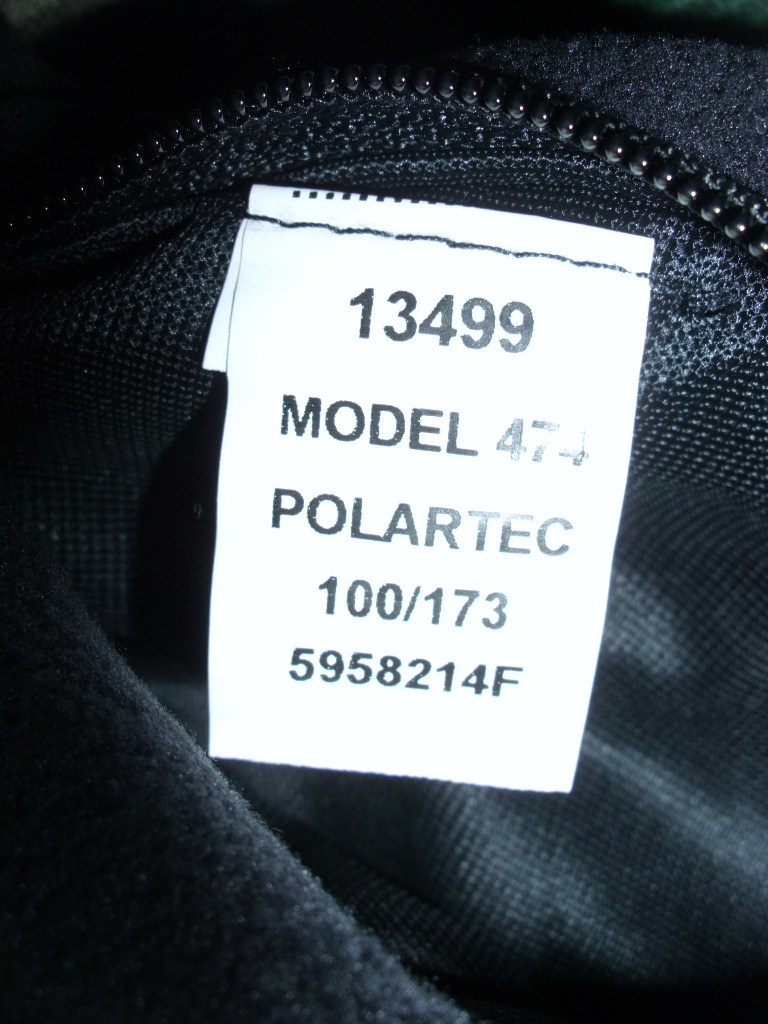 13499
MODEL 474
POLARTEC
100/173
5958214F